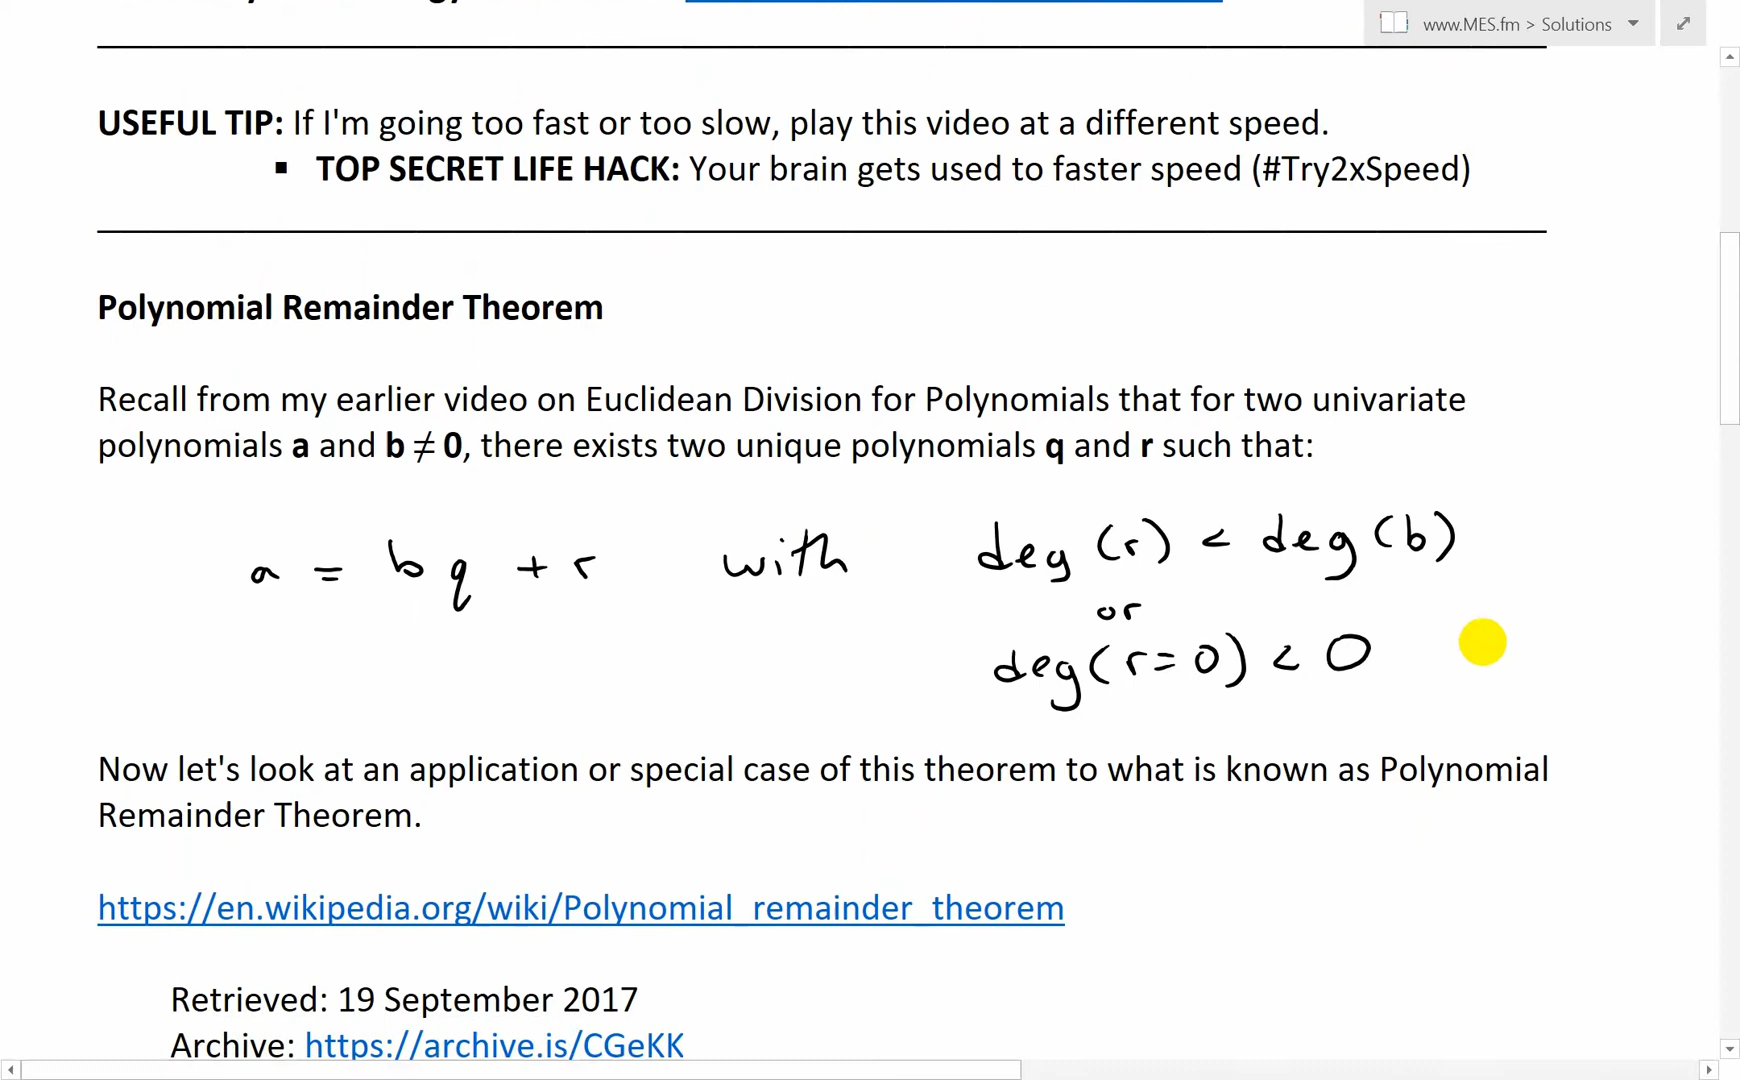 www.MES.fm > Solutions
USEFUL TIP: If I'm going too fast or too slow, play this video at a different speed.
▪ TOP SECRET LIFE HACK: Your brain gets used to faster speed (#Try2xSpeed)
Polynomial Remainder Theorem
Recall from my earlier video on Euclidean Division for Polynomials that for two univariate
polynomials a and b ≠ 0, there exists two unique polynomials q and r such that:
a = bq + r with deg(r) < deg(b)
or
deg(r=0) < 0
Now let's look at an application or special case of this theorem to what is known as Polynomial
Remainder Theorem.
https://en.wikipedia.org/wiki/Polynomial_remainder_theorem
Retrieved: 19 September 2017
Archive: https://archive.is/CGeKK